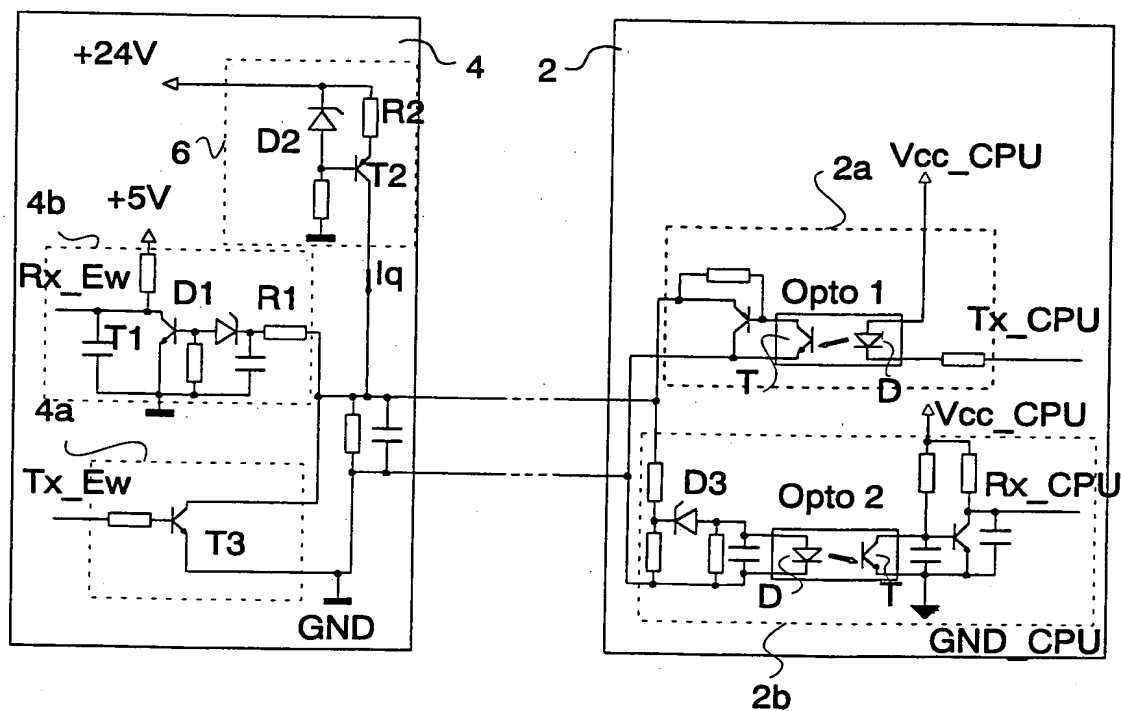 +24V
4
2
R2
D2
6
T2
Vcc_CPU
2a
+5V
4b
Iq
Rx_Ew
D1
R1
Opto 1
Tx_CPU
T1
T
D
4a
Vcc_CPU
Tx_Ew
D3
Opto 2
Rx_CPU
T3
D
T
GND
GND_CPU
2b